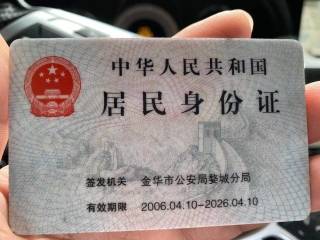 中华人民共和国
居民身份证
签发机关 金华市公安局婺城分局
有效期限 2006.04.10-2026.04.10